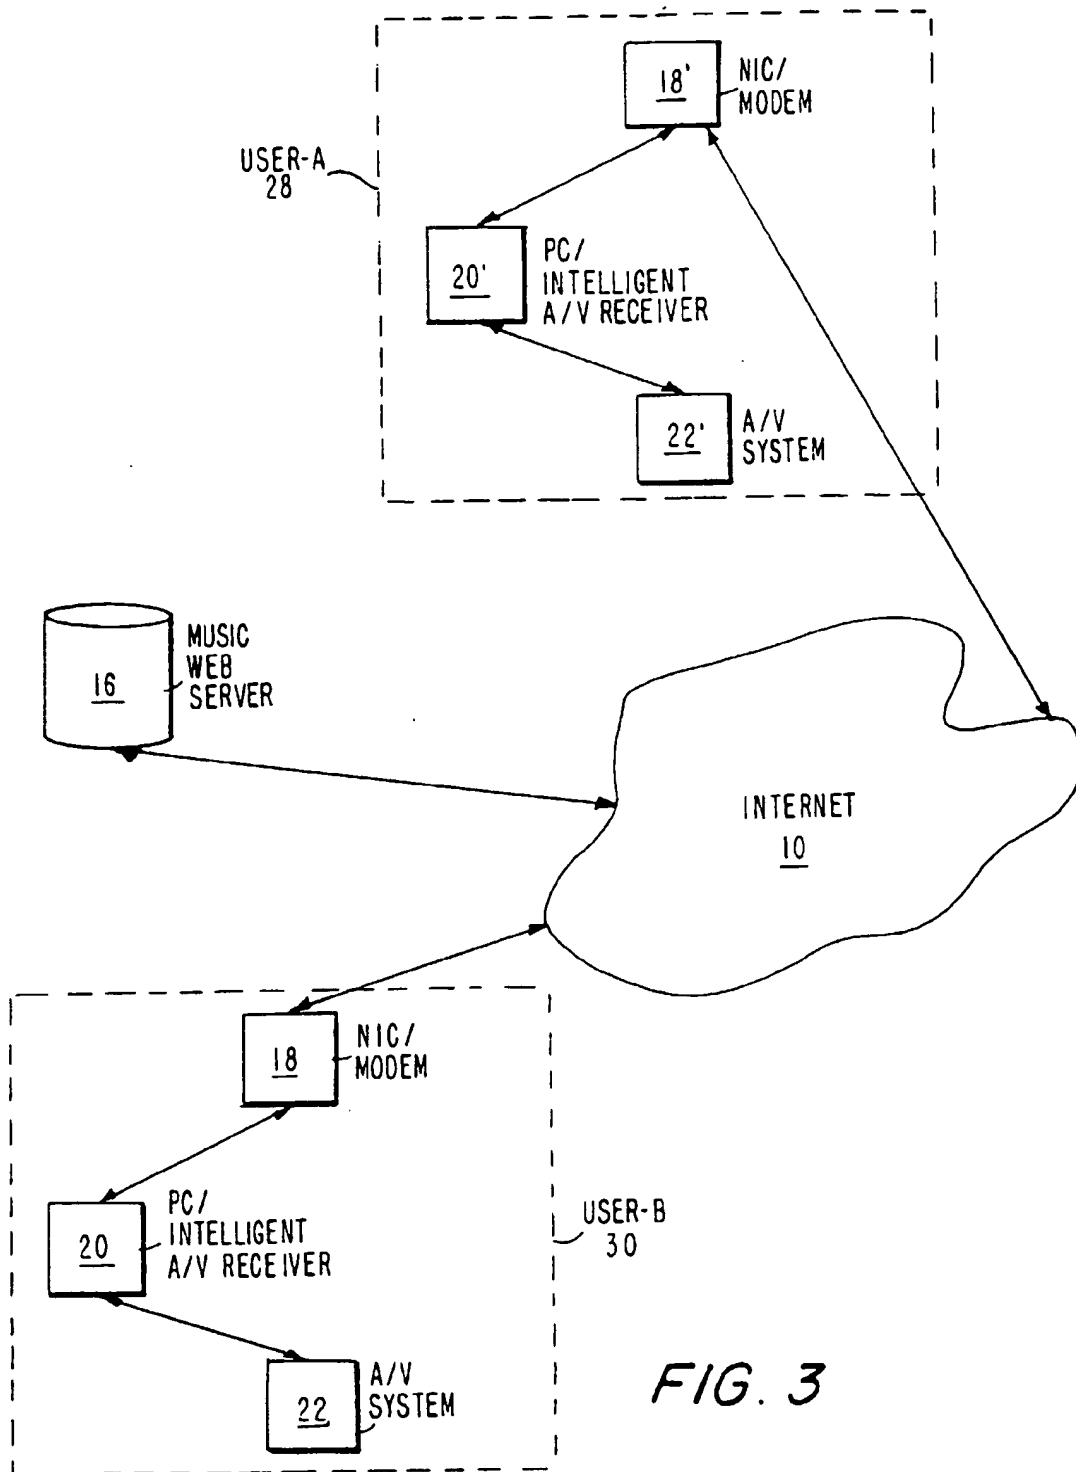 18'
NIC/
MODEM
USER-A
28
20'
PC/
INTELLIGENT
A/V RECEIVER
22'
A/V
SYSTEM
16
MUSIC
WEB
SERVER
INTERNET
10
18
NIC/
MODEM
20
PC/
INTELLIGENT
A/V RECEIVER
USER-B
30
22
A/V
SYSTEM
FIG. 3